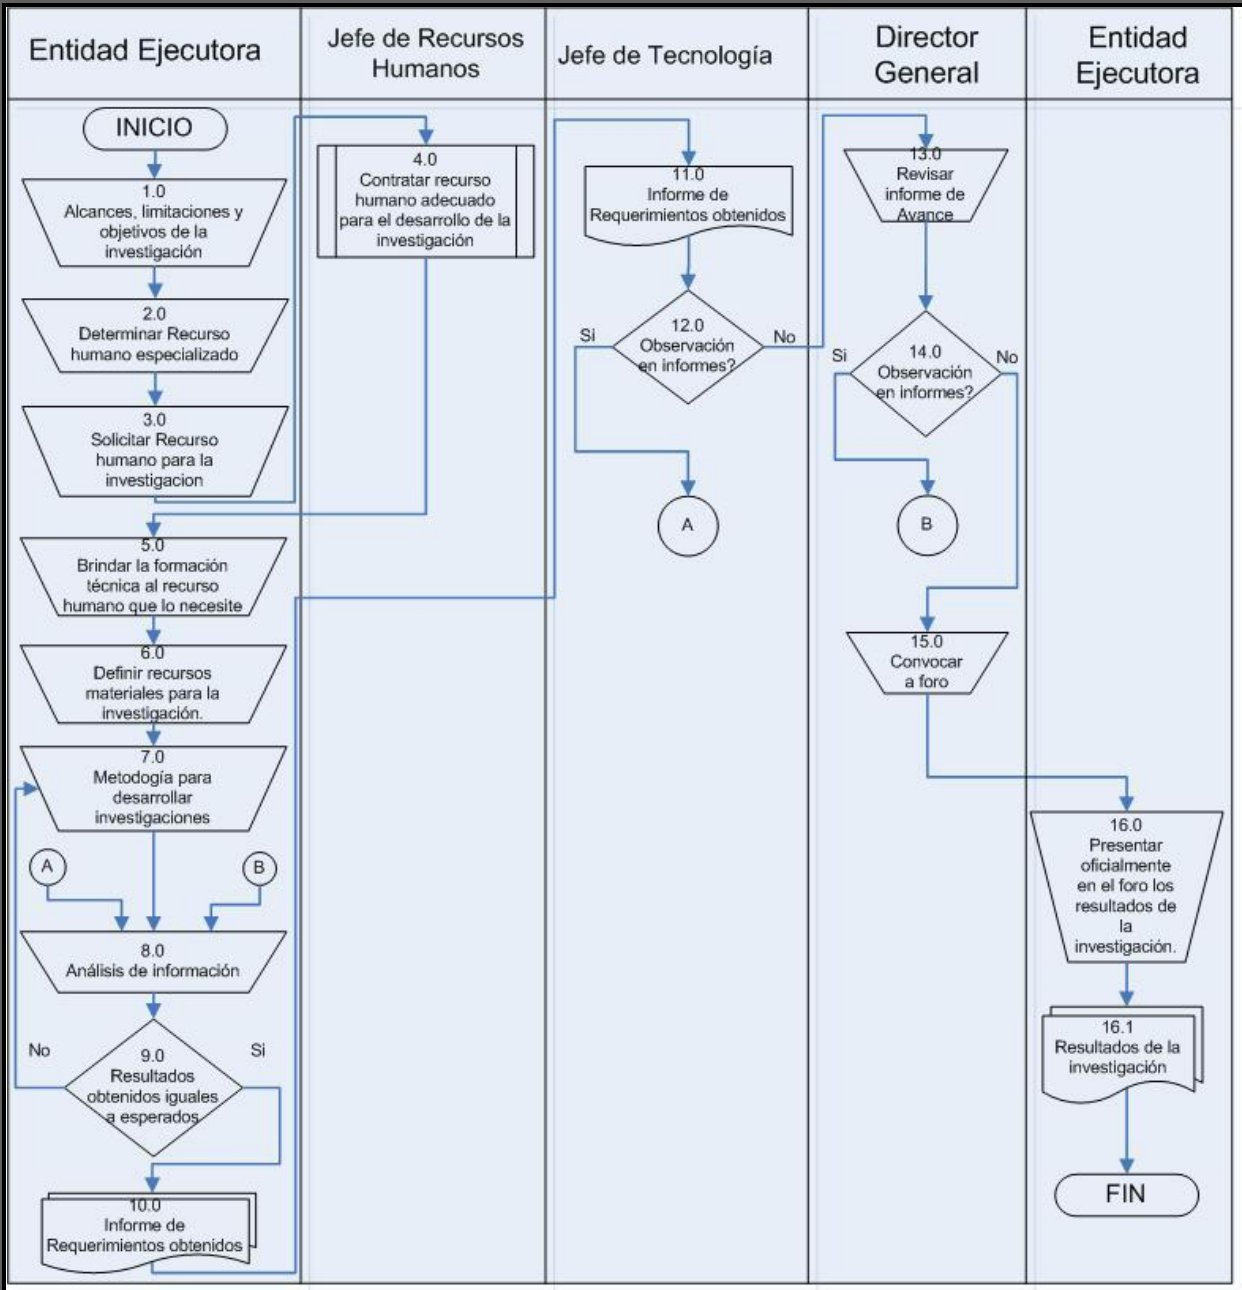 Entidad Ejecutora
Jefe de Recursos
Humanos
Jefe de Tecnología
Director
General
Entidad
Ejecutora
INICIO
1.0
Alcances, limitaciones y
objetivos de la
investigación
2.0
Determinar Recurso
humano especializado
3.0
Solicitar Recurso
humano para la
investigacion
4.0
Contratar recurso
humano adecuado
para el desarrollo de la
investigación
5.0
Brindar la formación
técnica al recurso
humano que lo necesite
6.0
Definir recursos
materiales para la
investigación.
7.0
Metodogía para
desarrollar
investigaciones
A
B
8.0
Análisis de información
No
Si
9.0
Resultados
obtenidos iguales
a esperados
10.0
Informe de
Requerimientos obtenidos
11.0
Informe de
Requerimientos obtenidos
Si
No
12.0
Observación
en informes?
A
13.0
Revisar
informe de
Avance
Si
No
14.0
Observación
en informes?
B
15.0
Convocar
a foro
16.0
Presentar
oficialmente
en el foro los
resultados de
la
investigación.
16.1
Resultados de la
investigación
FIN